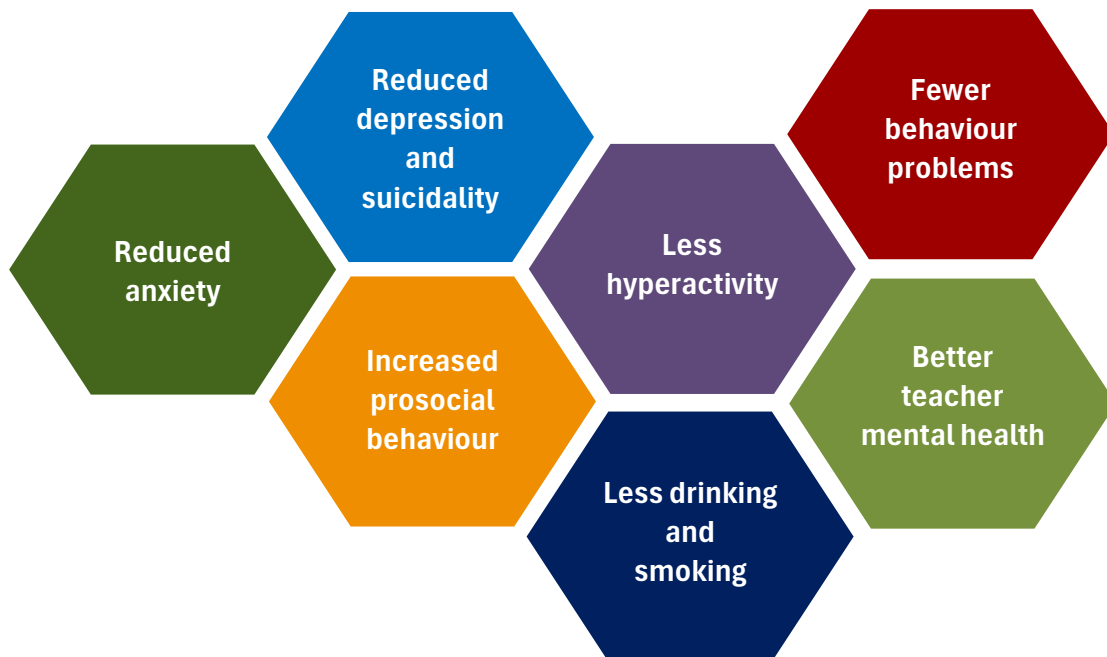 Reduced
depression
and
suicidality
Fewer
behaviour
problems
Reduced
anxiety
Less
hyperactivity
Increased
prosocial
behaviour
Better
teacher
mental health
Less drinking
and
smoking